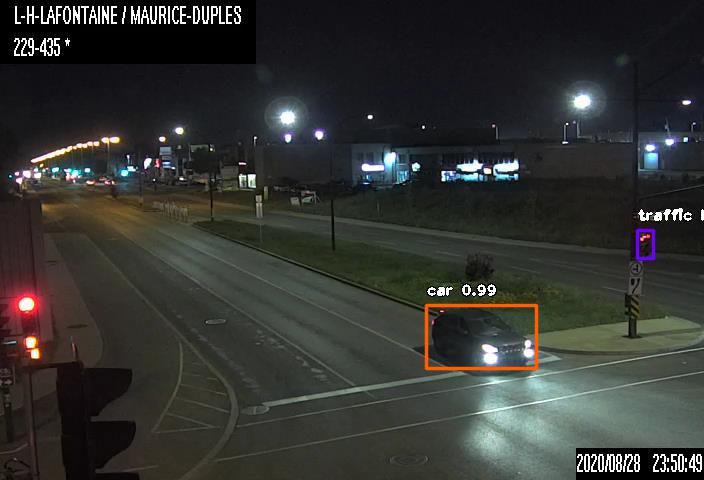 L-H-LAFONTAINE / MAURICE-DUPLES
229-435 *
traffic l
car 0.99
2020/08/28 23:50:49